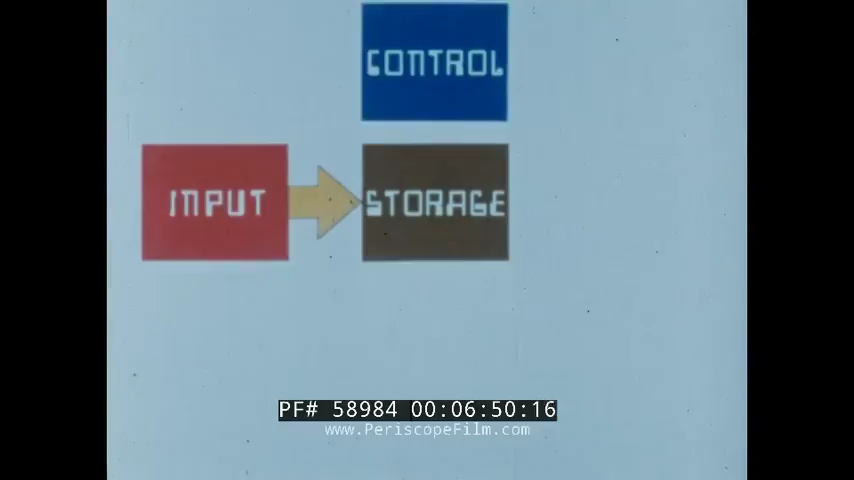 CONTROL
INPUT
STORAGE
PF# 58984 00:06:50:16
www.PeriscopeFilm.com